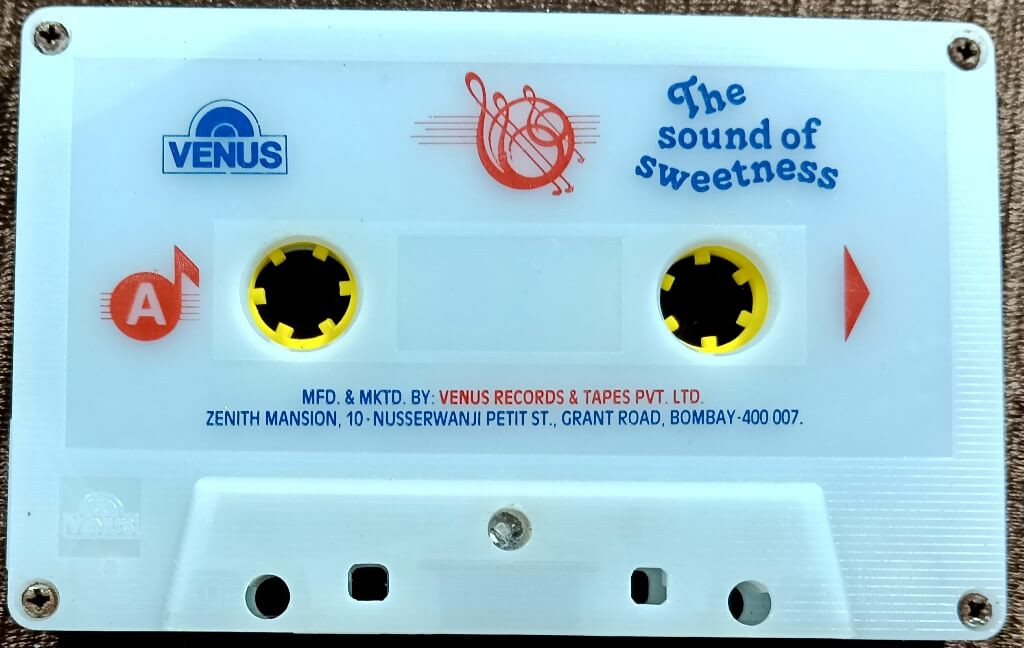 VENUS
The
sound of
sweetness
A
MFD. & MKTD. BY: VENUS RECORDS & TAPES PVT. LTD.
ZENITH MANSION, 10-NUSSERWANJI PETIT ST., GRANT ROAD, BOMBAY-400 007.
VENUS